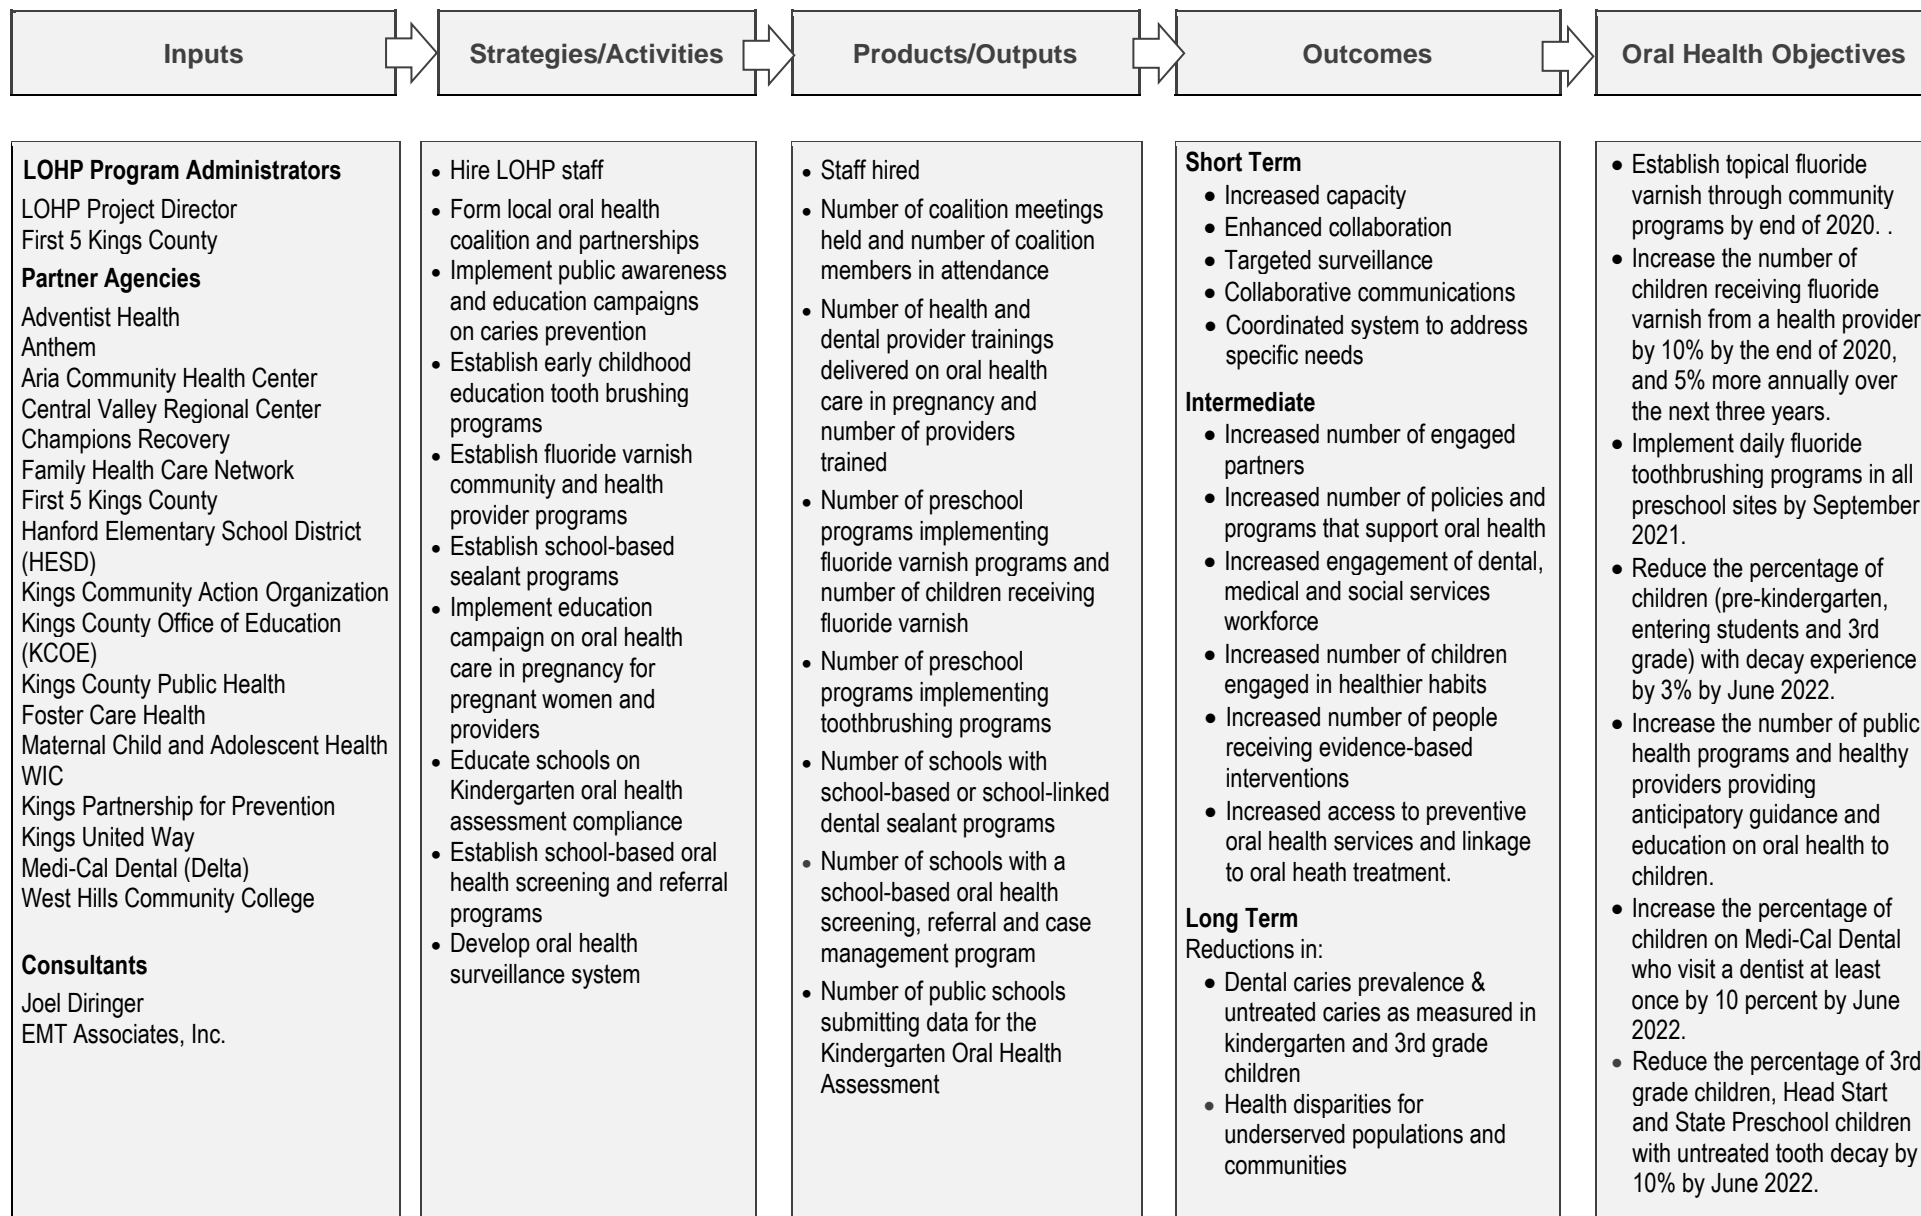 Inputs
Strategies/Activities
Products/Outputs
Outcomes
Oral Health Objectives
LOHP Program Administrators
LOHP Project Director
First 5 Kings County
Partner Agencies
Adventist Health
Anthem
Aria Community Health Center
Central Valley Regional Center
Champions Recovery
Family Health Care Network
First 5 Kings County
Hanford Elementary School District
(HESD)
Kings Community Action Organization
Kings County Office of Education
(KCOE)
Kings County Public Health
Foster Care Health
Maternal Child and Adolescent Health
WIC
Kings Partnership for Prevention
Kings United Way
Medi-Cal Dental (Delta)
West Hills Community College
Consultants
Joel Diringer
EMT Associates, Inc.
• Hire LOHP staff
• Form local oral health
coalition and partnerships
• Implement public awareness
and education campaigns
on caries prevention
• Establish early childhood
education tooth brushing
programs
• Establish fluoride varnish
community and health
provider programs
• Establish school-based
sealant programs
• Implement education
campaign on oral health
care in pregnancy for
pregnant women and
providers
• Educate schools on
Kindergarten oral health
assessment compliance
• Establish school-based oral
health screening and referral
programs
• Develop oral health
surveillance system
• Staff hired
• Number of coalition meetings
held and number of coalition
members in attendance
• Number of health and
dental provider trainings
delivered on oral health
care in pregnancy and
number of providers
trained
• Number of preschool
programs implementing
fluoride varnish programs and
number of children receiving
fluoride varnish
• Number of preschool
programs implementing
toothbrushing programs
• Number of schools with
school-based or school-linked
dental sealant programs
• Number of schools with a
school-based oral health
screening, referral and case
management program
• Number of public schools
submitting data for the
Kindergarten Oral Health
Assessment
Short Term
• Increased capacity
• Enhanced collaboration
• Targeted surveillance
• Collaborative communications
• Coordinated system to address
specific needs
Intermediate
• Increased number of engaged
partners
• Increased number of policies and
programs that support oral health
• Increased engagement of dental,
medical and social services
workforce
• Increased number of children
engaged in healthier habits
• Increased number of people
receiving evidence-based
interventions
• Increased access to preventive
oral health services and linkage
to oral heath treatment.
Long Term
Reductions in:
• Dental caries prevalence &
untreated caries as measured in
kindergarten and 3rd grade
children
• Health disparities for
underserved populations and
communities
• Establish topical fluoride
varnish through community
programs by end of 2020. .
• Increase the number of
children receiving fluoride
varnish from a health provider
by 10% by the end of 2020,
and 5% more annually over
the next three years.
• Implement daily fluoride
toothbrushing programs in all
preschool sites by September
2021.
• Reduce the percentage of
children (pre-kindergarten,
entering students and 3rd
grade) with decay experience
by 3% by June 2022.
• Increase the number of public
health programs and healthy
providers providing
anticipatory guidance and
education on oral health to
children.
• Increase the percentage of
children on Medi-Cal Dental
who visit a dentist at least
once by 10 percent by June
2022.
• Reduce the percentage of 3rd
grade children, Head Start
and State Preschool children
with untreated tooth decay by
10% by June 2022.